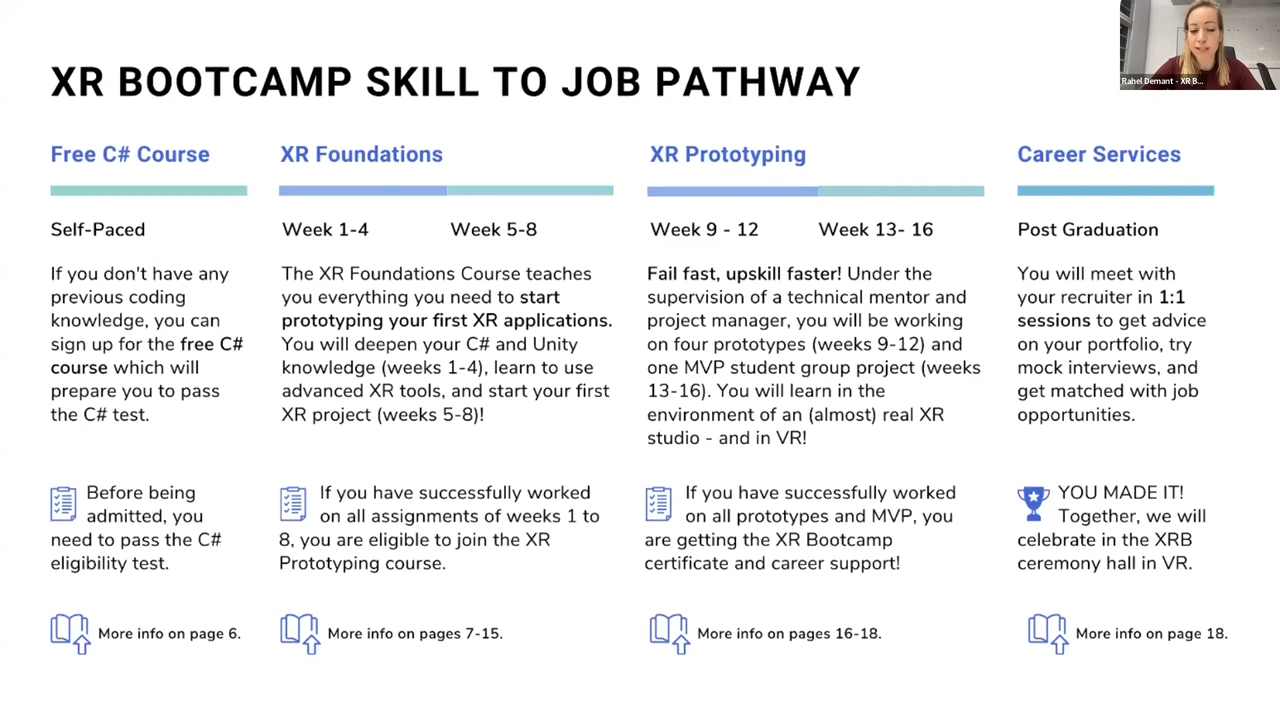 XR BOOTCAMP SKILL TO JOB PATHWAY
Rahel Demant - XR B...
Free C# Course
Self-Paced
If you don't have any
previous coding
knowledge, you can
sign up for the free C#
course which will
prepare you to pass
the C# test.
Before being
admitted, you
need to pass the C#
eligibility test.
More info on page 6.
XR Foundations
Week 1-4
Week 5-8
The XR Foundations Course teaches
you everything you need to start
prototyping your first XR applications.
You will deepen your C# and Unity
knowledge (weeks 1-4), learn to use
advanced XR tools, and start your first
XR project (weeks 5-8)!
If you have successfully worked
on all assignments of weeks 1 to
8, you are eligible to join the XR
Prototyping course.
More info on pages 7-15.
XR Prototyping
Week 9 - 12
Week 13- 16
Fail fast, upskill faster! Under the
supervision of a technical mentor and
project manager, you will be working
on four prototypes (weeks 9-12) and
one MVP student group project (weeks
13-16). You will learn in the
environment of an (almost) real XR
studio - and in VR!
If you have successfully worked
on all prototypes and MVP, you
are getting the XR Bootcamp
certificate and career support!
More info on pages 16-18.
Career Services
Post Graduation
You will meet with
your recruiter in 1:1
sessions to get advice
on your portfolio, try
mock interviews, and
get matched with job
opportunities.
YOU MADE IT!
Together, we will
celebrate in the XRB
ceremony hall in VR.
More info on page 18.